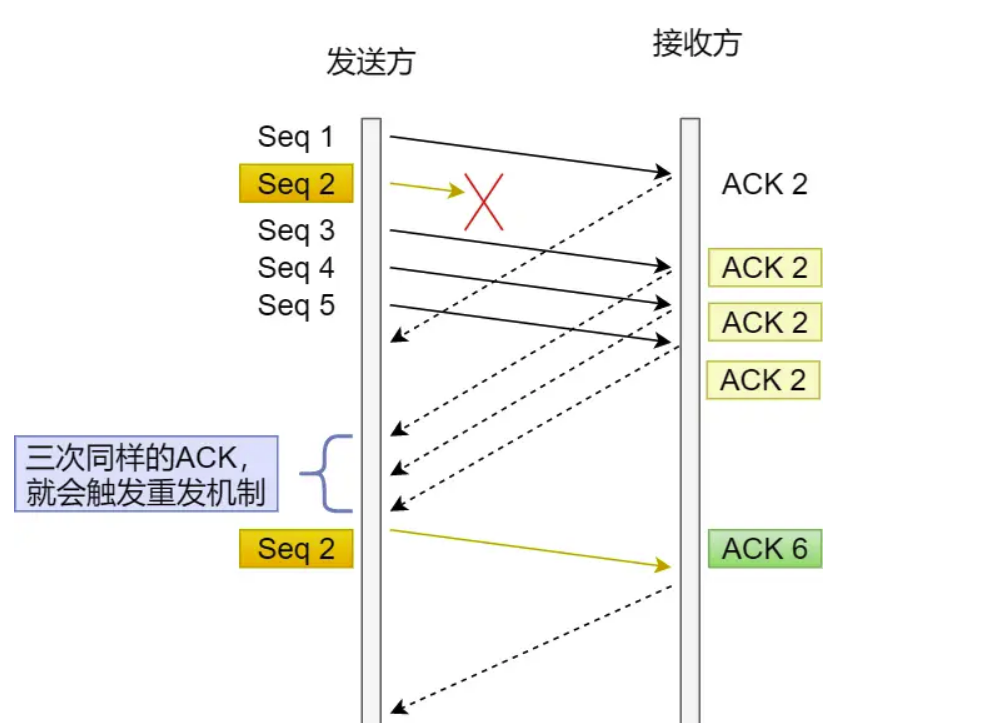 发送方
接收方
Seq 1
Seq 2
ACK 2
Seq 3
Seq 4
ACK 2
Seq 5
ACK 2
ACK 2
三次同样的ACK，
就会触发重发机制
Seq 2
ACK 6